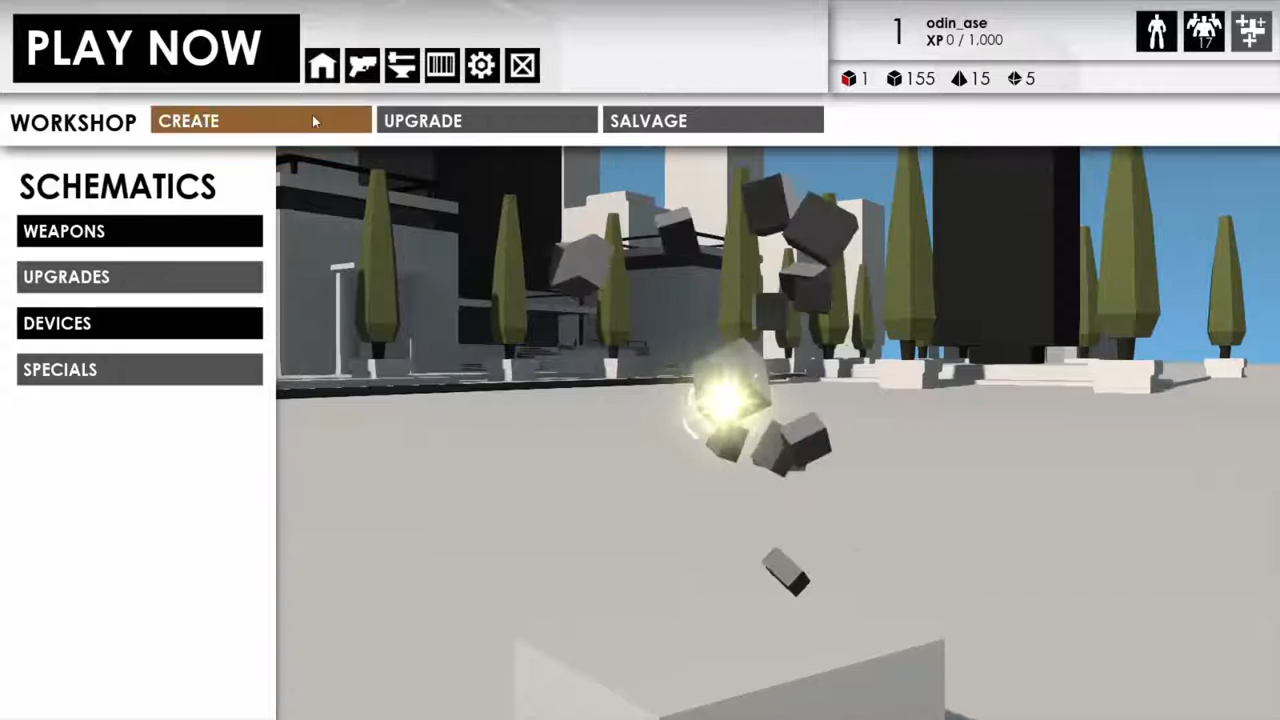 PLAY NOW
1
odin_ase
XP 0 / 1,000
17
1 155 15 5
WORKSHOP CREATE UPGRADE SALVAGE
SCHEMATICS
WEAPONS
UPGRADES
DEVICES
SPECIALS